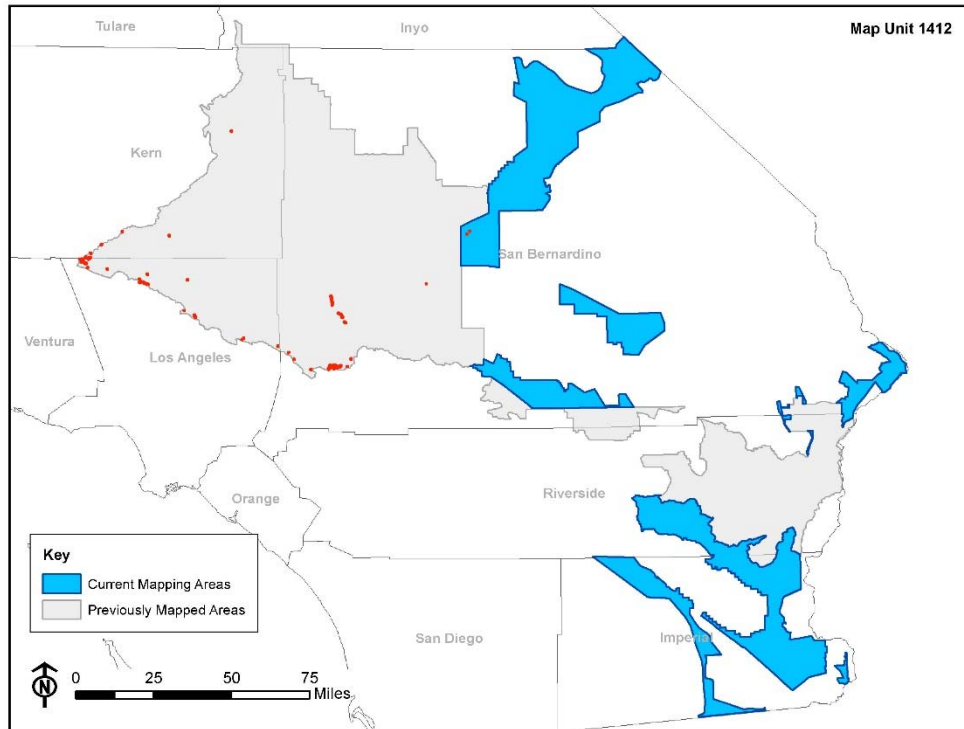 Tulare
Inyo
Map Unit 1412
Kern
San Bernardino
Ventura
Los Angeles
Orange
Riverside
Key
Current Mapping Areas
Previously Mapped Areas
San Diego
Imperial
N
0 25 50 75
Miles